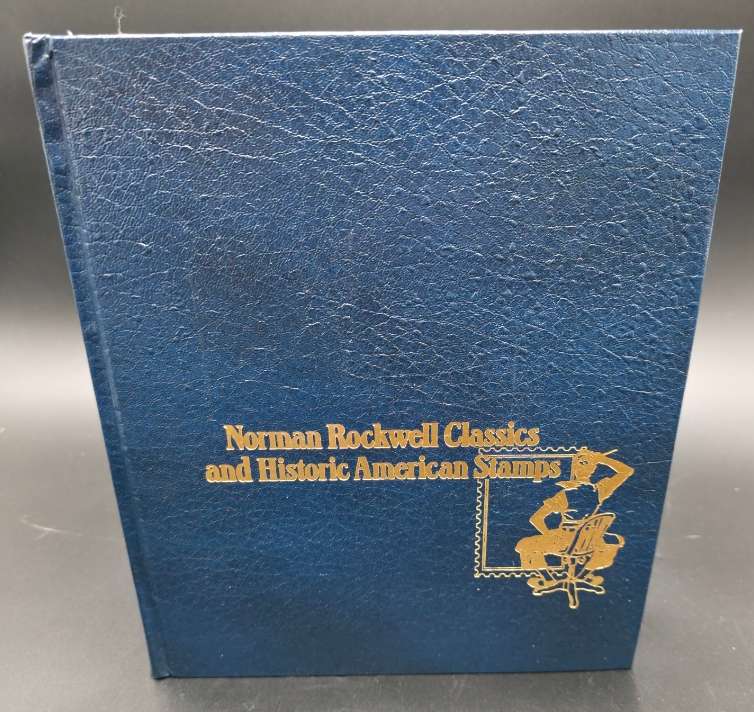 Norman Rockwell Classics
and Historic American Stamps